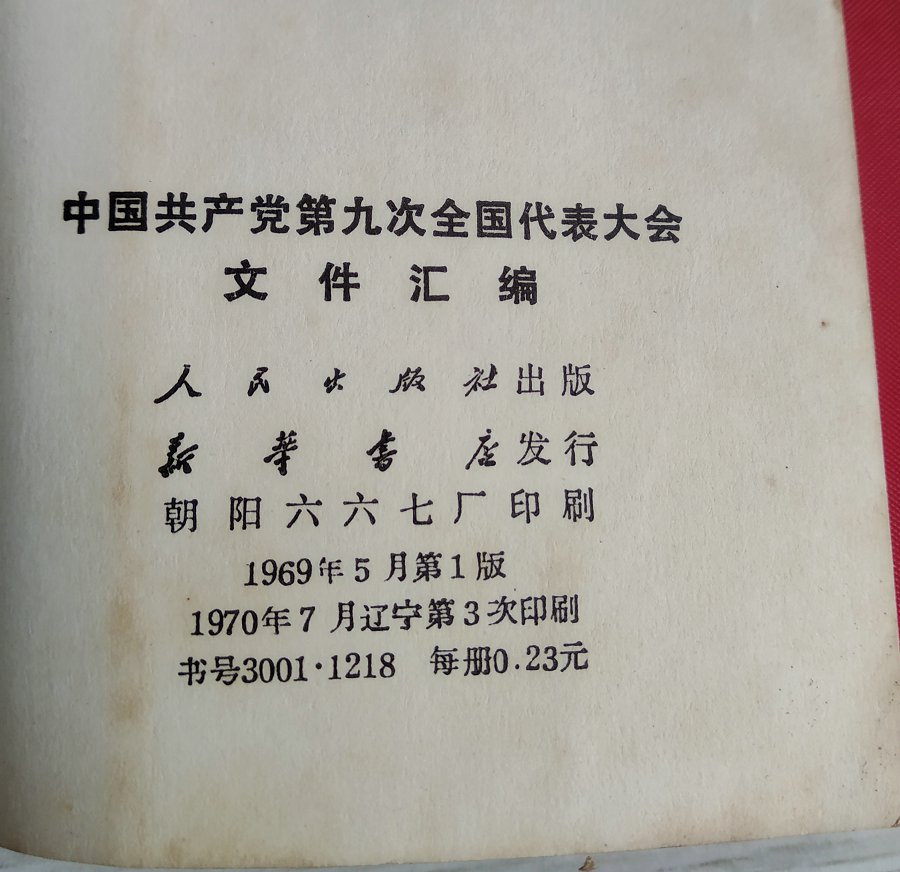 中国共产党第九次全国代表大会
文件汇编
人民出版社出版
新华书店发行
朝阳六六七厂印刷
1969年5月第1版
1970年7月辽宁第3次印刷
书号3001·1218 每册0.23元